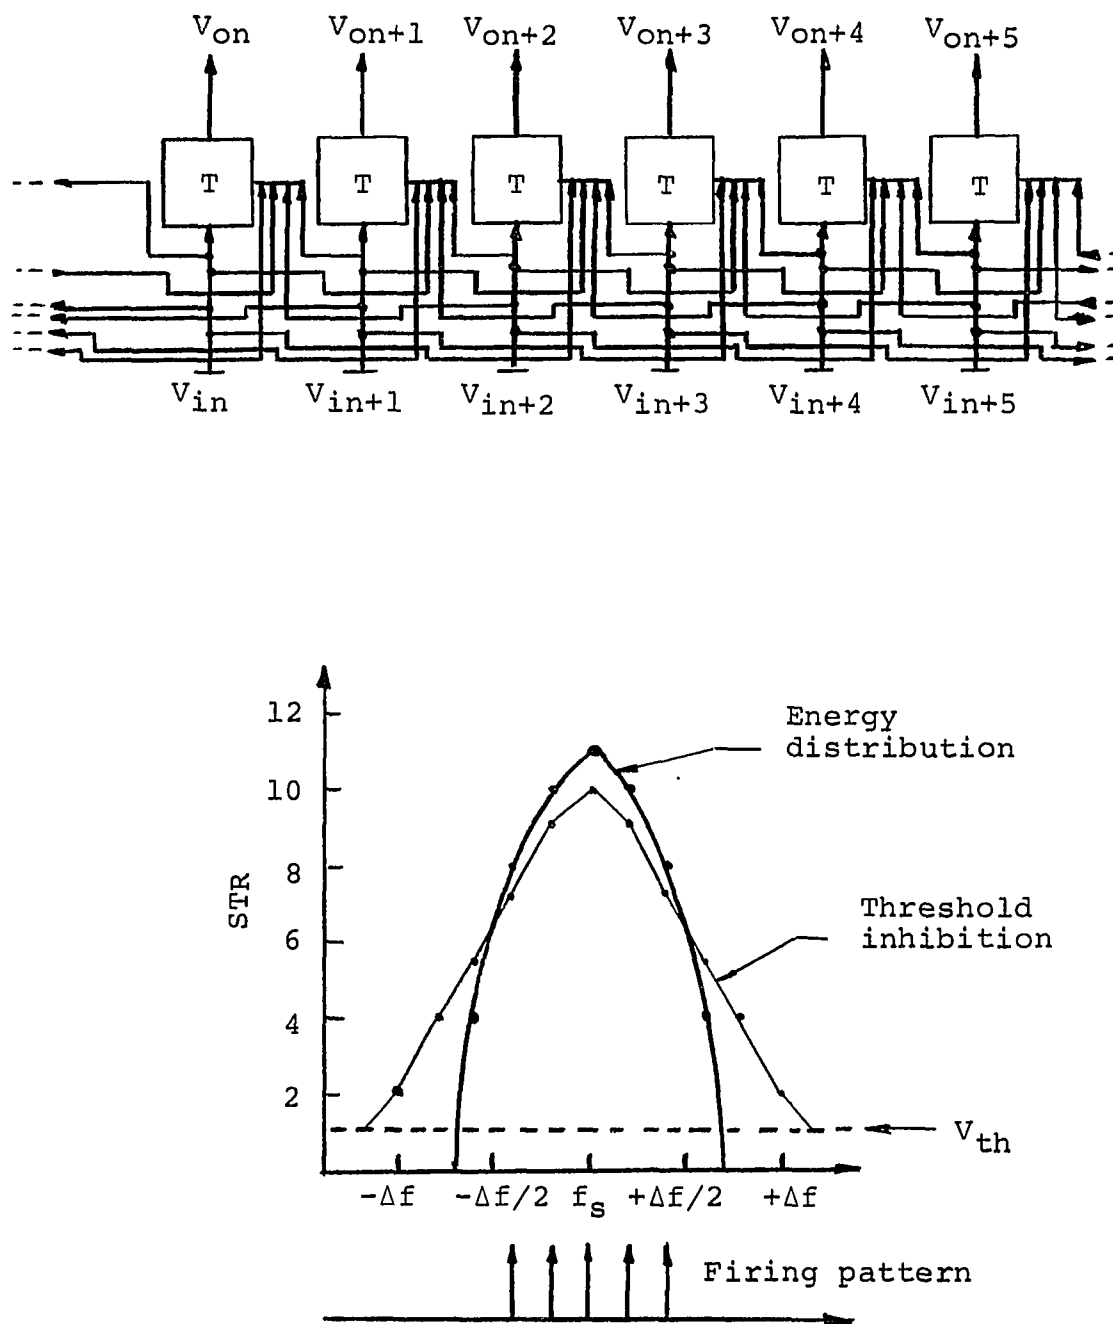 Von Von+1 Von+2 Von+3 Von+4 Von+5
T T T T T T
Vin Vin+1 Vin+2 Vin+3 Vin+4 Vin+5
12
10
8
6
4
2
STR
Energy
distribution
Threshold
inhibition
Vth
-Δf -Δf/2 fs +Δf/2 +Δf
Firing pattern